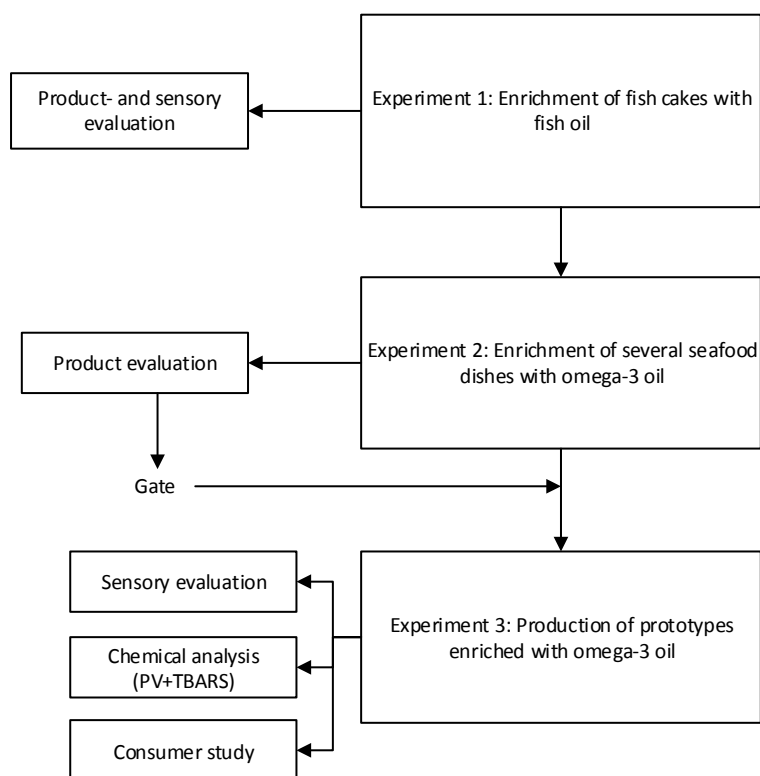 Experiment 1: Enrichment of fish cakes with
fish oil
Product- and sensory
evaluation
Experiment 2: Enrichment of several seafood
dishes with omega-3 oil
Product evaluation
Gate
Experiment 3: Production of prototypes
enriched with omega-3 oil
Sensory evaluation
Chemical analysis
(PV+TBARS)
Consumer study